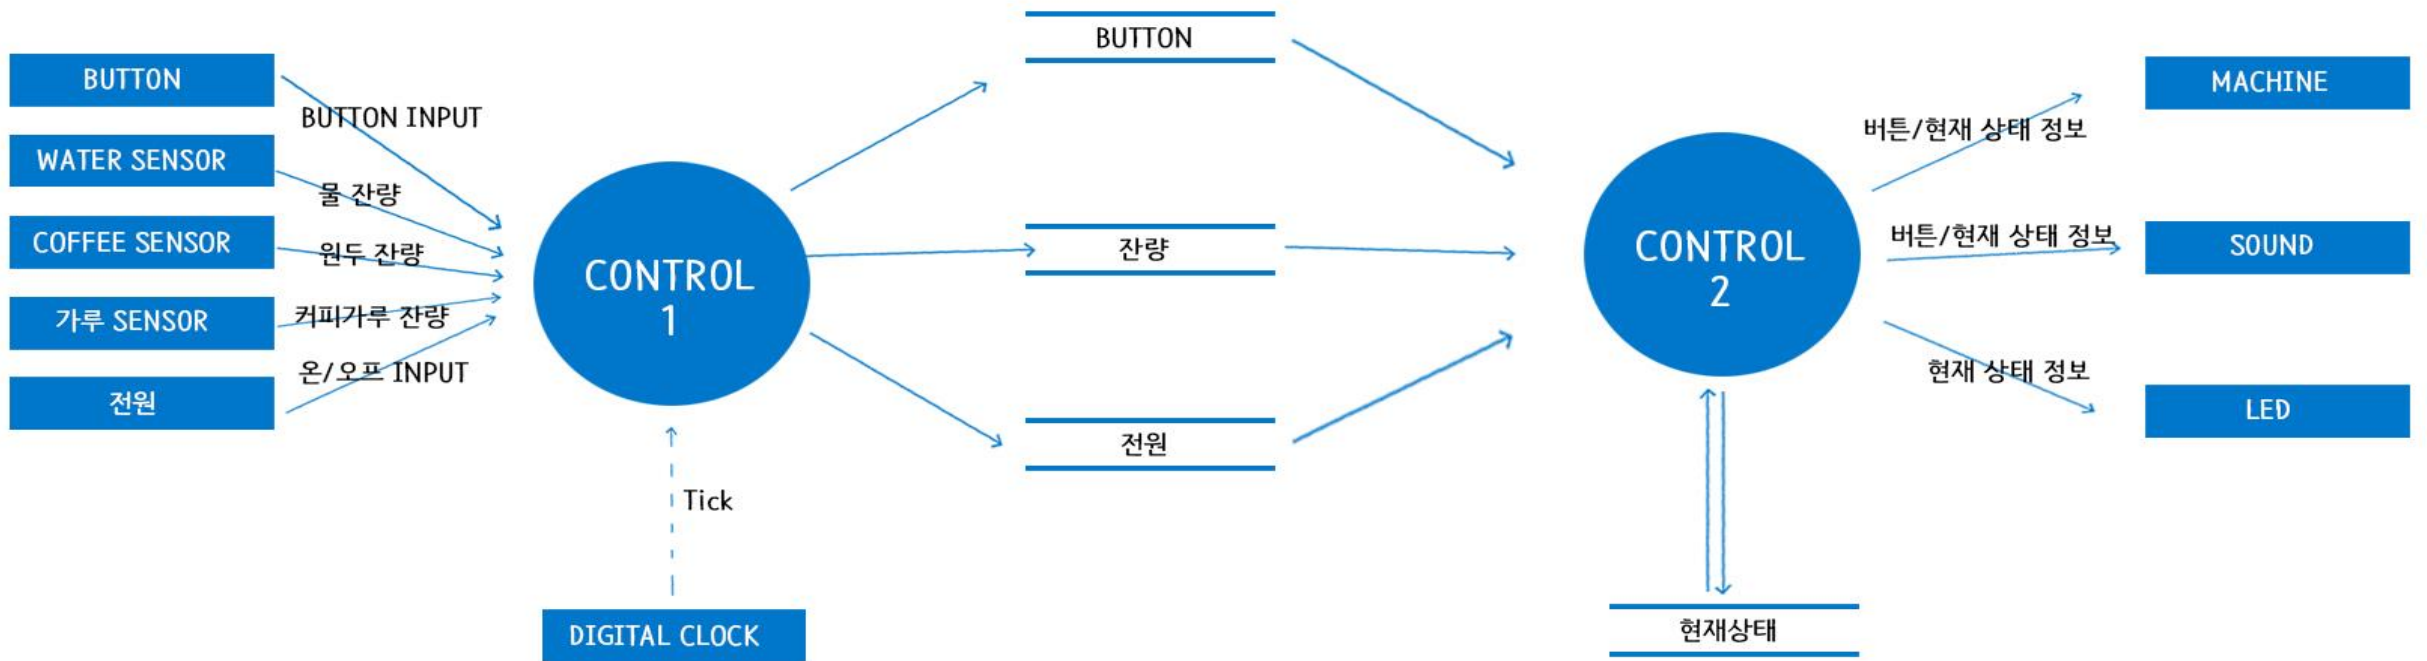 BUTTON
WATER SENSOR
COFFEE SENSOR
가루 SENSOR
전원
BUTTON INPUT
물 잔량
원두 잔량
커피가루 잔량
온/오프 INPUT
CONTROL
1
Tick
DIGITAL CLOCK
BUTTON
잔량
전원
CONTROL
2
현재상태
버튼/현재 상태 정보
버튼/현재 상태 정보
현재 상태 정보
MACHINE
SOUND
LED